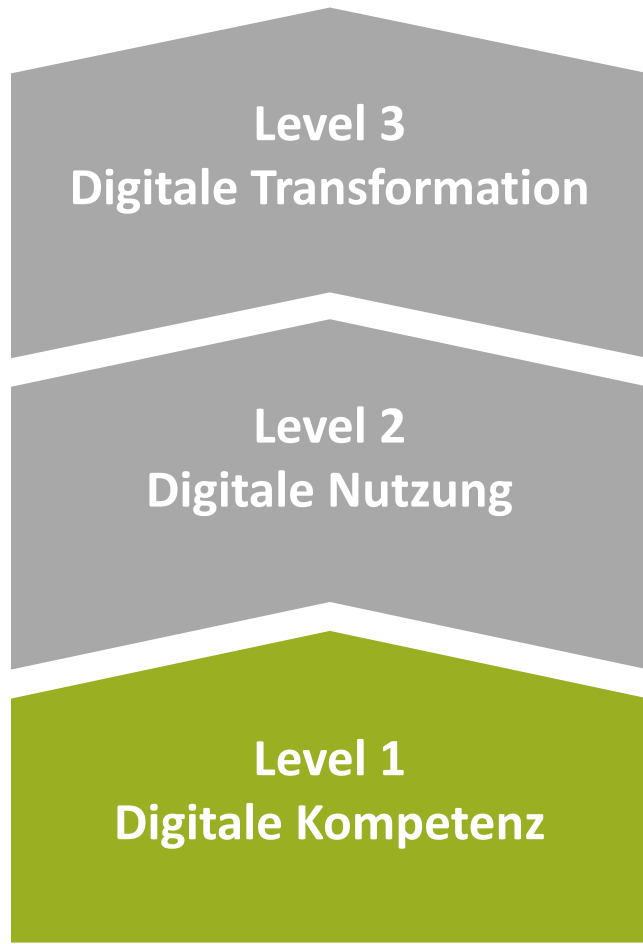 Level 3
Digitale Transformation
Level 2
Digitale Nutzung
Level 1
Digitale Kompetenz